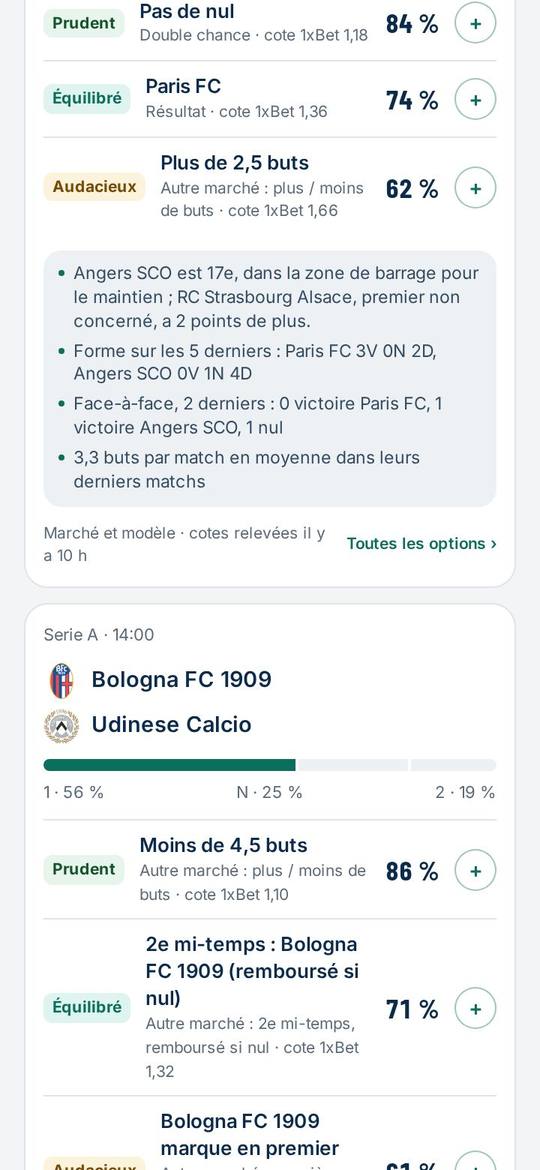 Prudent
Pas de nul
Double chance · cote 1xBet 1,18
84 %
+
Équilibré
Paris FC
Résultat · cote 1xBet 1,36
74 %
+
Audacieux
Plus de 2,5 buts
Autre marché : plus / moins
de buts · cote 1xBet 1,66
62 %
+
• Angers SCO est 17e, dans la zone de barrage pour
le maintien ; RC Strasbourg Alsace, premier non
concerné, a 2 points de plus.
• Forme sur les 5 derniers : Paris FC 3V 0N 2D,
Angers SCO 0V 1N 4D
• Face-à-face, 2 derniers : 0 victoire Paris FC, 1
victoire Angers SCO, 1 nul
• 3,3 buts par match en moyenne dans leurs
derniers matchs
Marché et modèle · cotes relevées il y
a 10 h
Toutes les options ›
Serie A · 14:00
Bologna FC 1909
Udinese Calcio
1 · 56 %
N · 25 %
2 · 19 %
Prudent
Moins de 4,5 buts
Autre marché : plus / moins de
buts · cote 1xBet 1,10
86 %
+
Équilibré
2e mi-temps : Bologna
FC 1909 (remboursé si
nul)
Autre marché : 2e mi-temps,
remboursé si nul · cote 1xBet
1,32
71 %
+
Audacieux
Bologna FC 1909
marque en premier
61 %